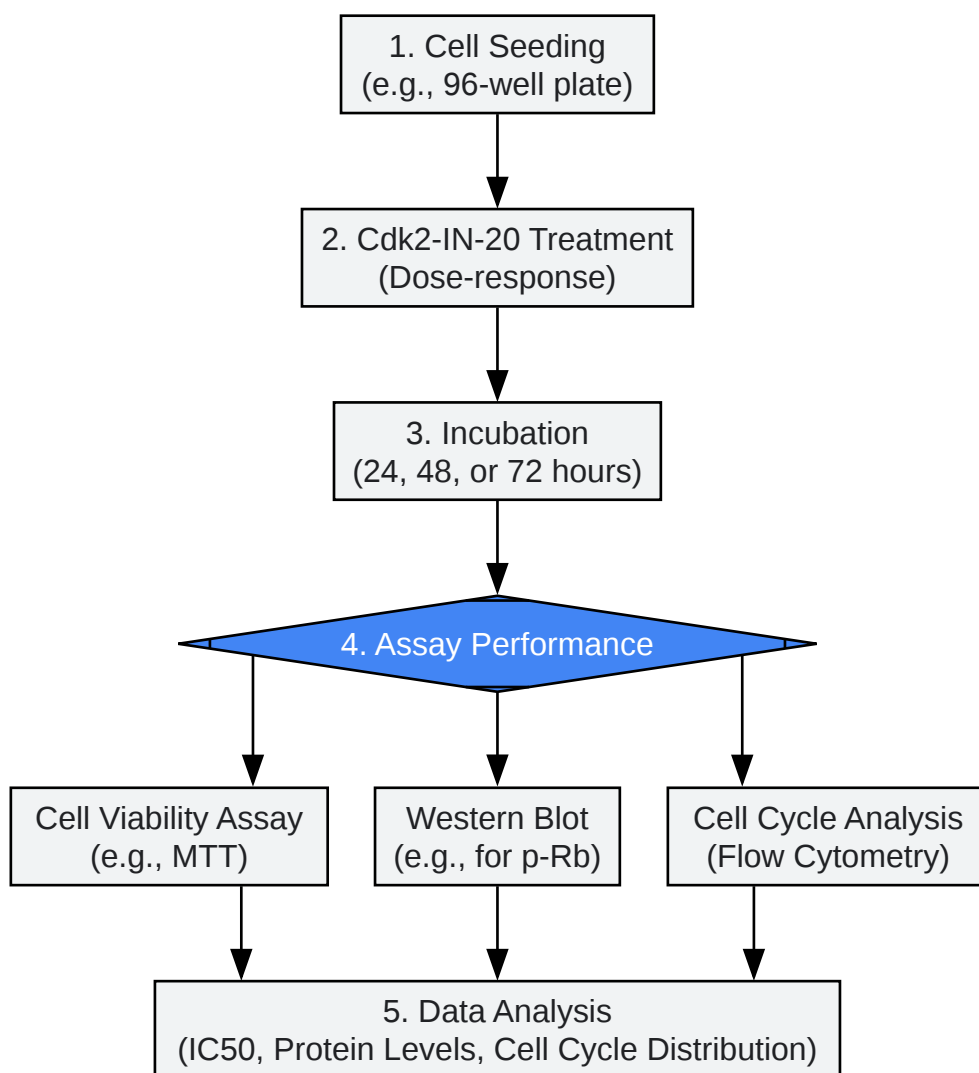 1. Cell Seeding
(e.g., 96-well plate)
2. Cdk2-IN-20 Treatment
(Dose-response)
3. Incubation
(24, 48, or 72 hours)
4. Assay Performance
Cell Viability Assay
(e.g., MTT)
Western Blot
(e.g., for p-Rb)
Cell Cycle Analysis
(Flow Cytometry)
5. Data Analysis
(IC50, Protein Levels, Cell Cycle Distribution)